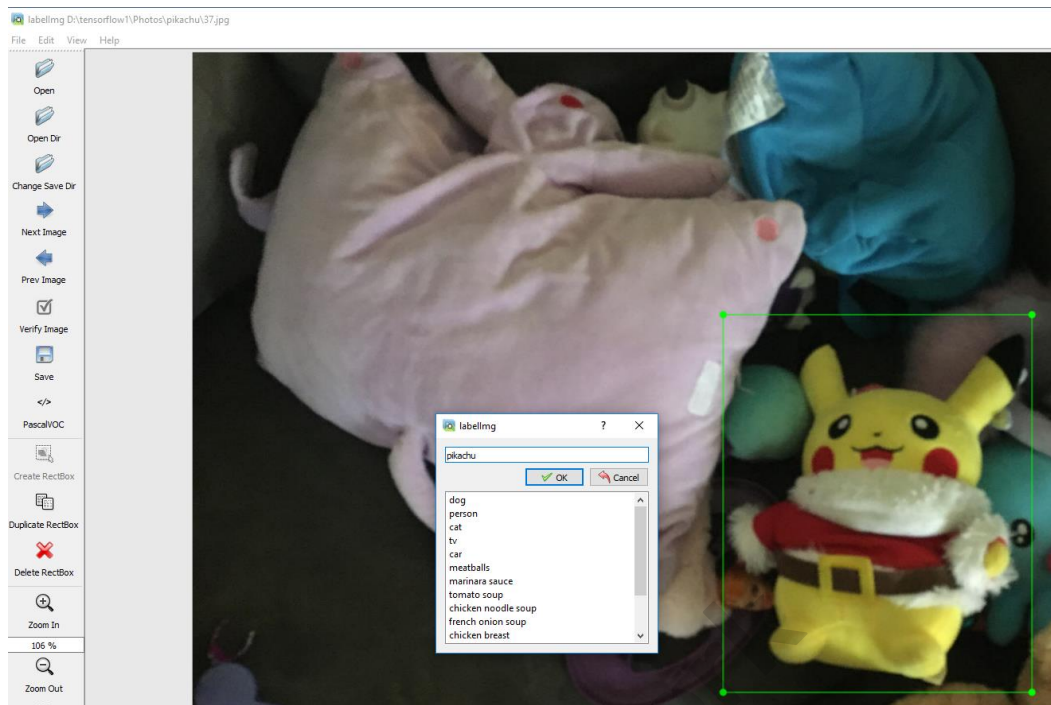 labelImg D:\tensorflow1\Photos\pikachu\37.jpg
File Edit View Help
Open
Open Dir
Change Save Dir
Next Image
Prev Image
Verify Image
Save
</>
PascalVOC
Create RectBox
Duplicate RectBox
Delete RectBox
Zoom In
106 %
Zoom Out
labelImg ? X
pikachu
OK Cancel
dog
person
cat
tv
car
meatballs
marinara sauce
tomato soup
chicken noodle soup
french onion soup
chicken breast